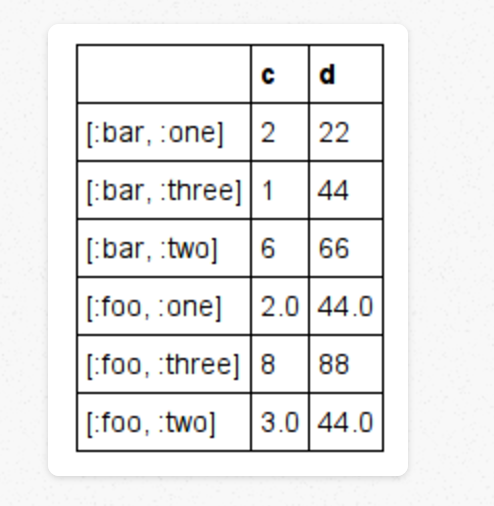 c d
[:bar, :one] 2 22
[:bar, :three] 1 44
[:bar, :two] 6 66
[:foo, :one] 2.0 44.0
[:foo, :three] 8 88
[:foo, :two] 3.0 44.0